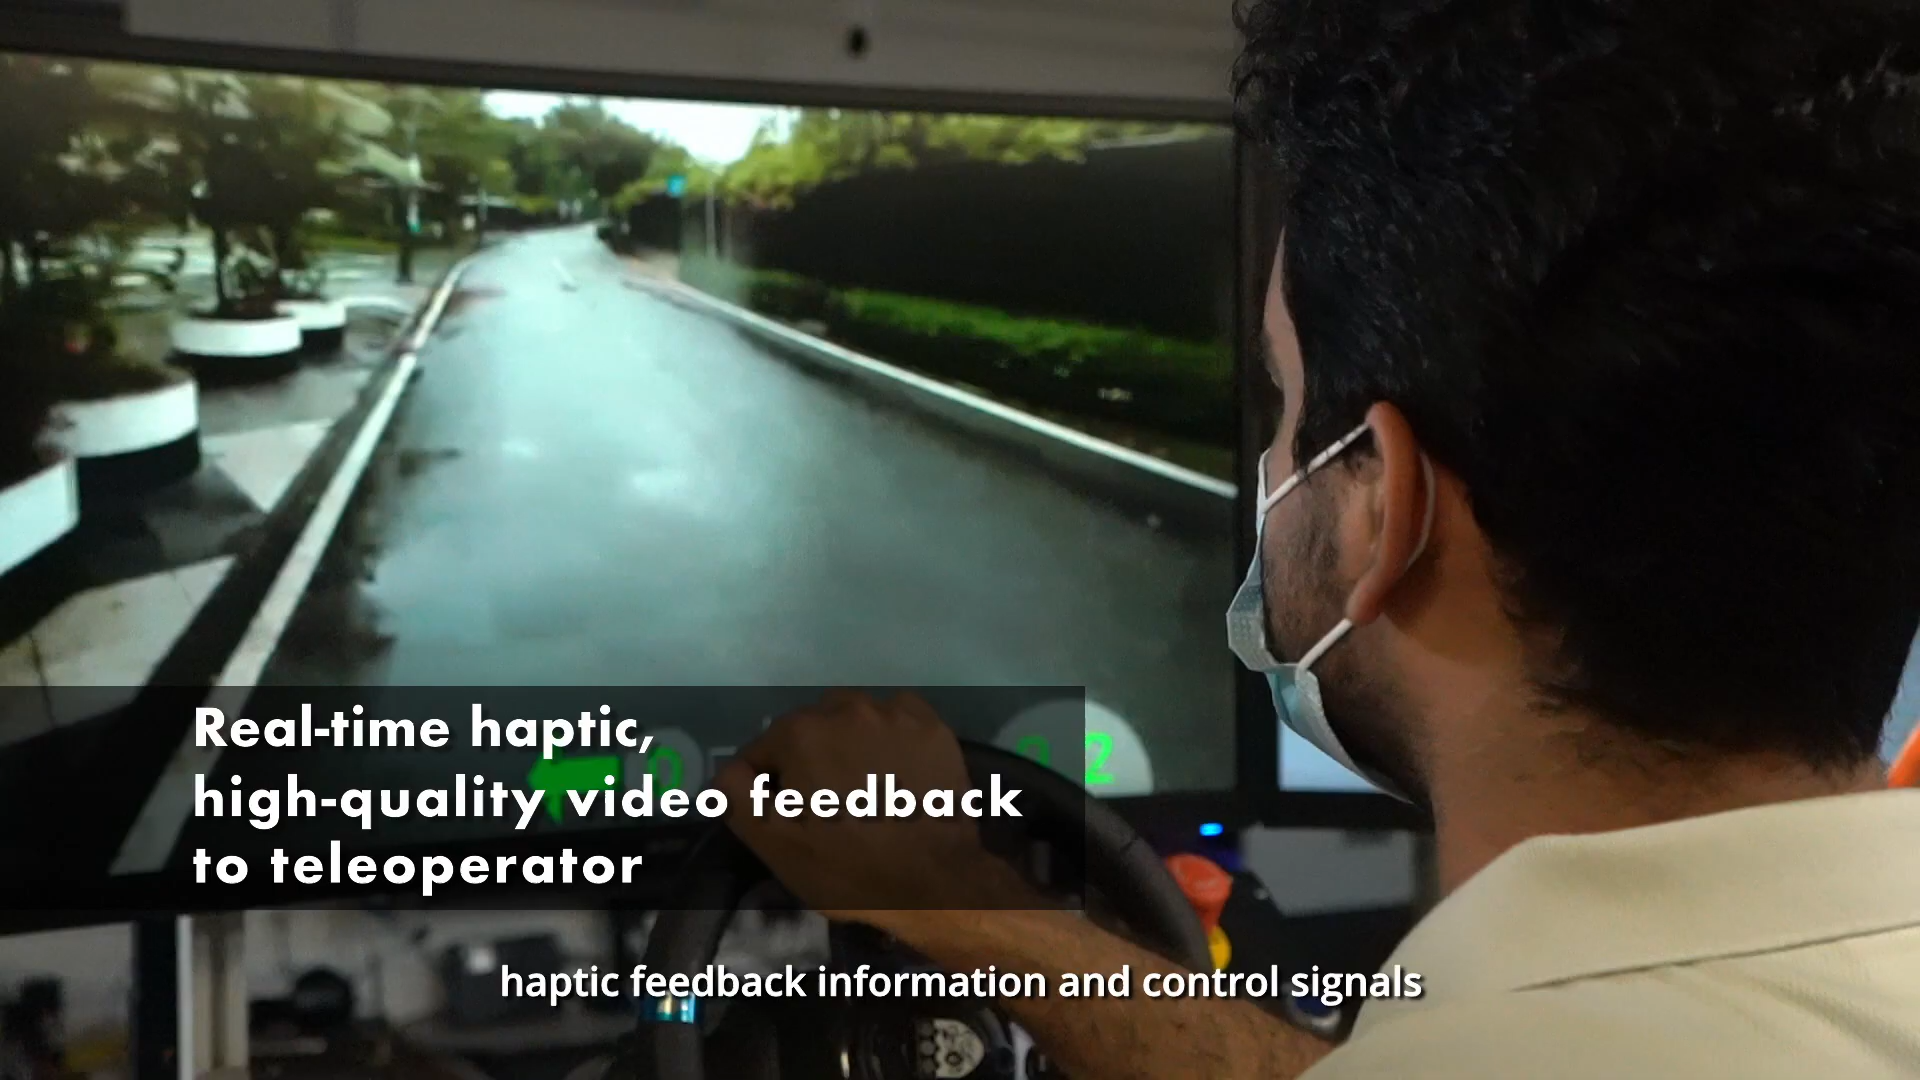 Real-time haptic,
high-quality video feedback
to teleoperator
haptic feedback information and control signals